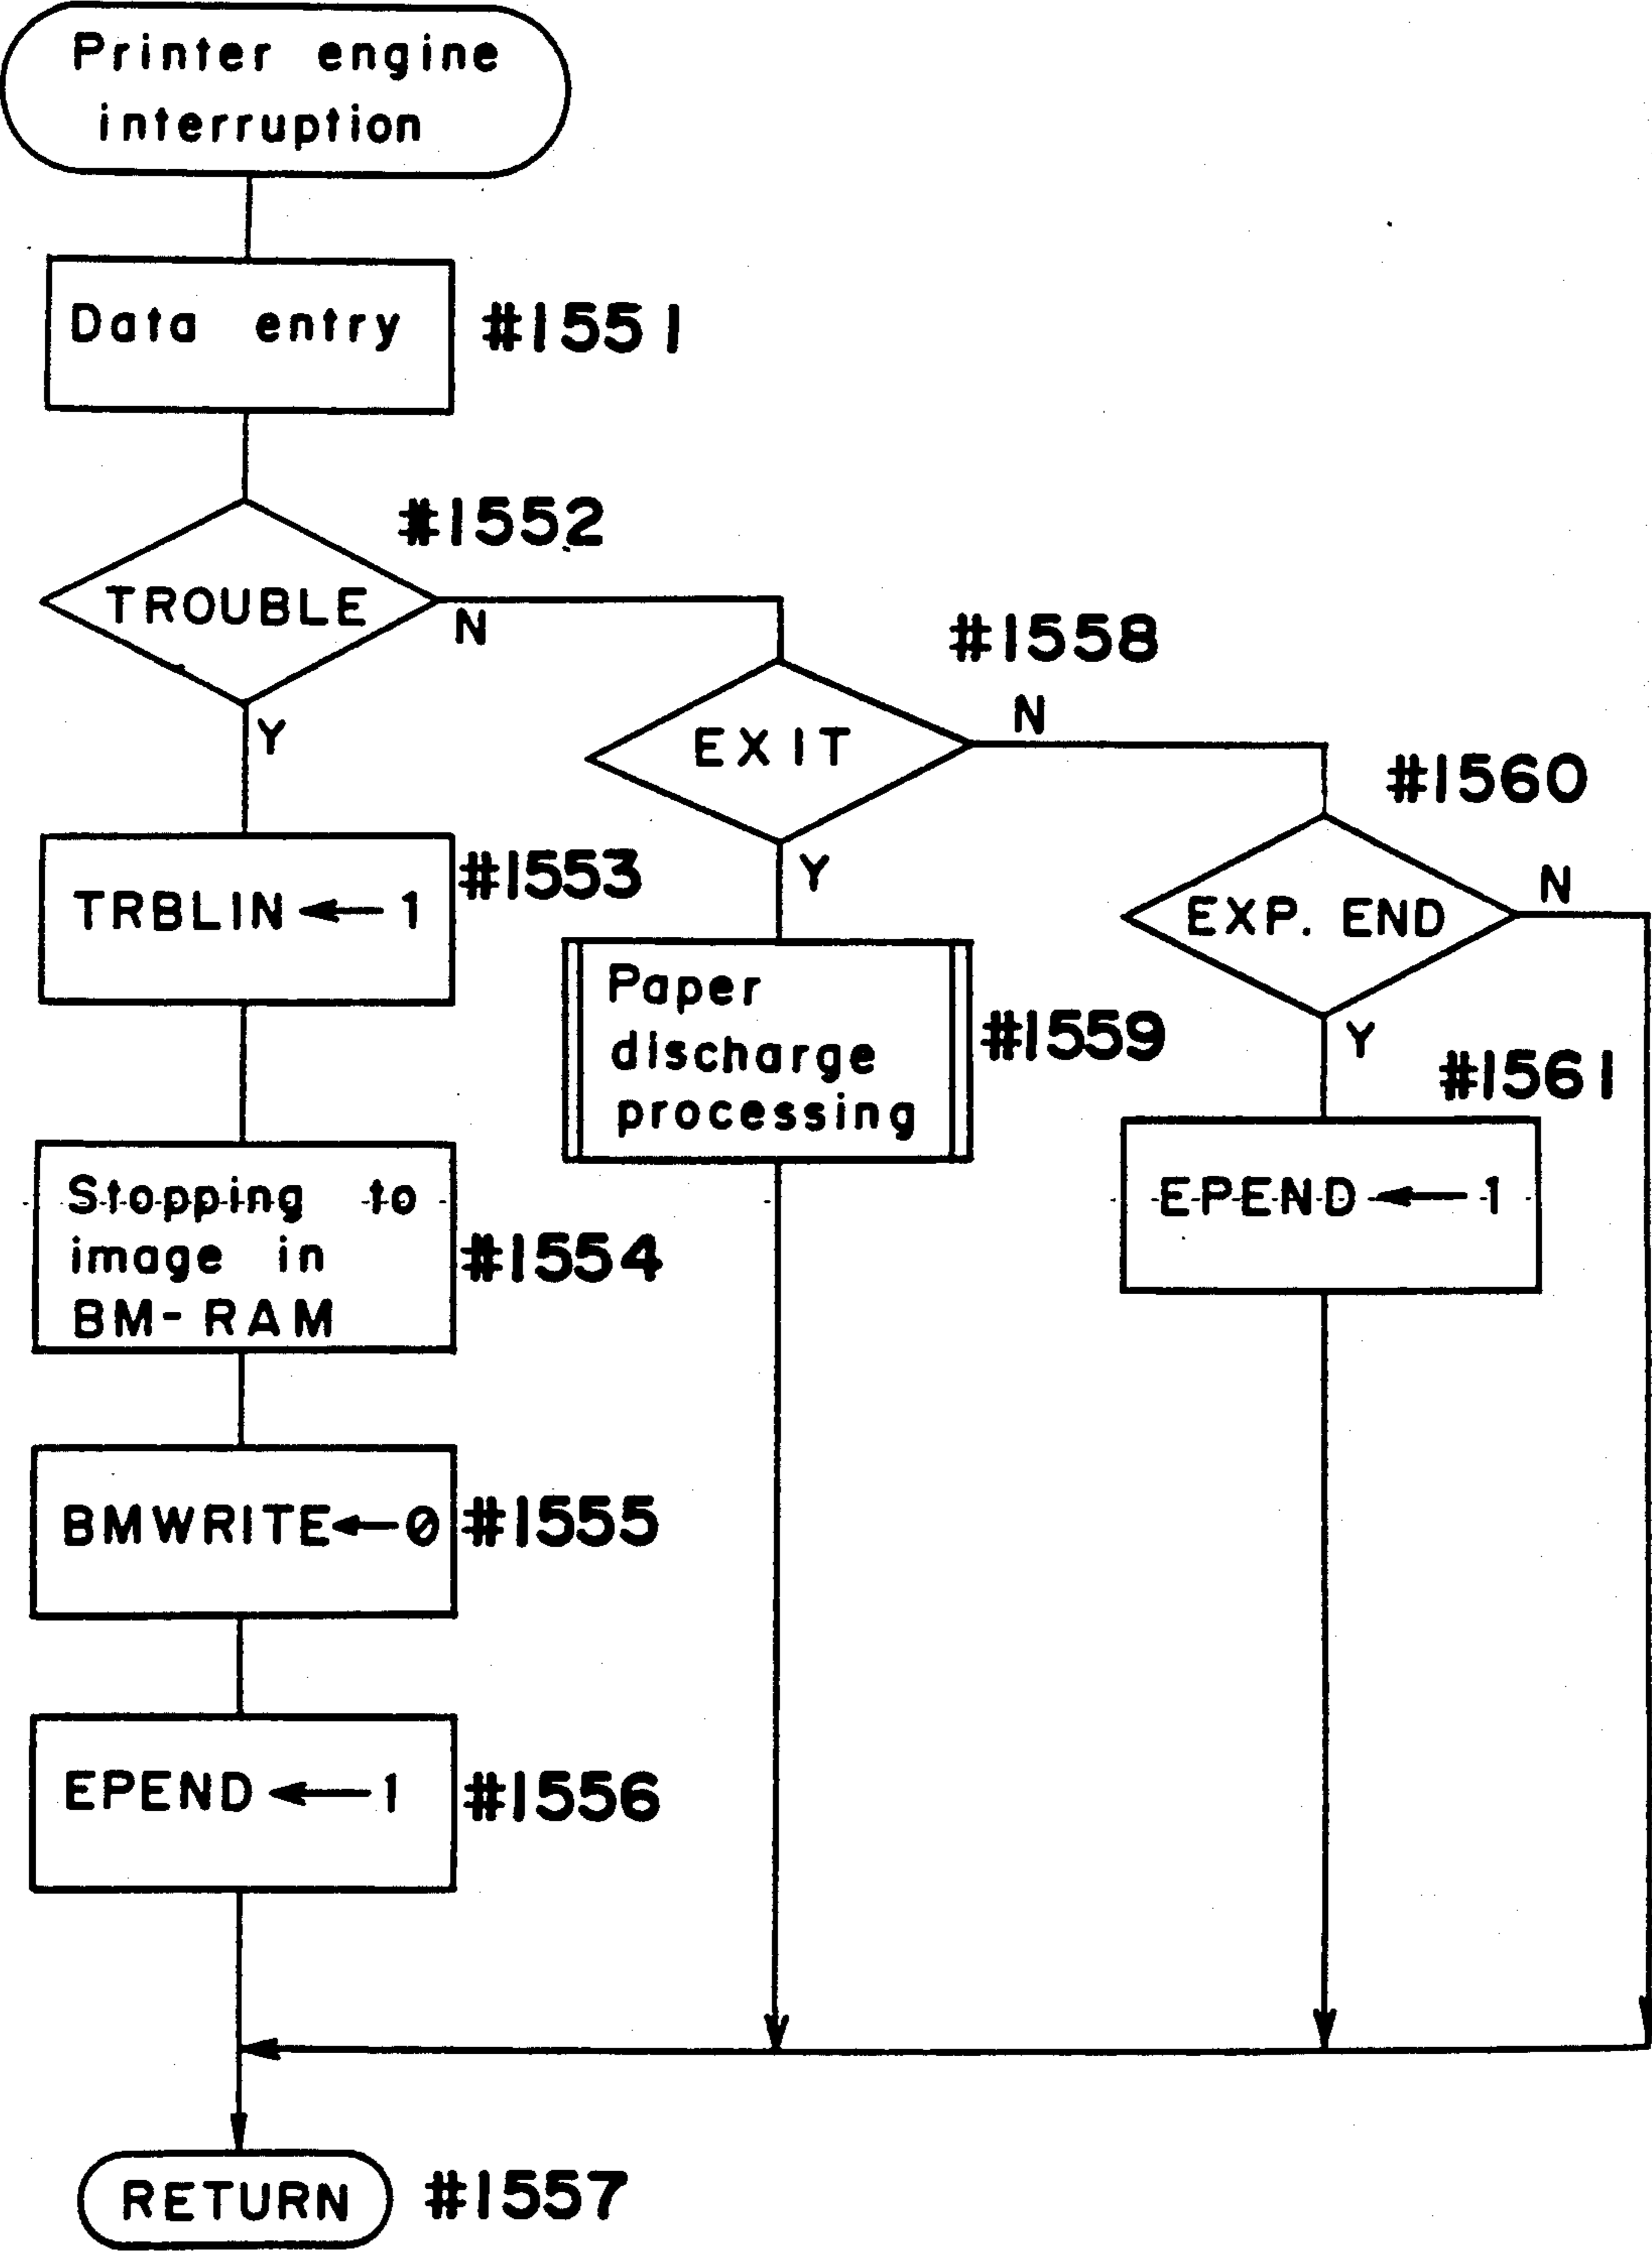 Printer engine
interruption
Data entry
#1551
#1552
TROUBLE
N
Y
#1558
EXIT
N
Y
#1560
EXP. END
N
Y
TRBLIN ← 1
#1553
Paper
discharge
processing
#1559
#1561
EPEND ← 1
Stopping to
image in
BM-RAM
#1554
BMWRITE ← 0
#1555
EPEND ← 1
#1556
RETURN
#1557